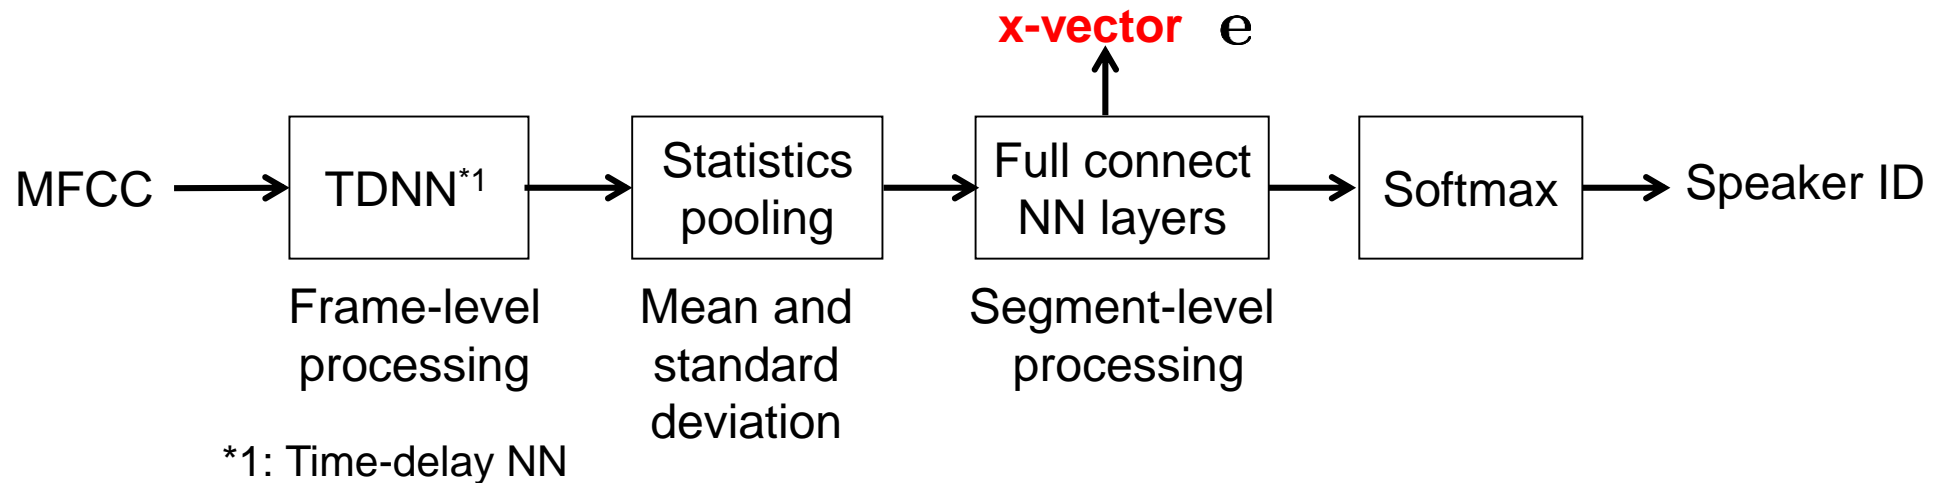 x-vector e
MFCC
TDNN*1
Statistics
pooling
Full connect
NN layers
Softmax
Speaker ID
Frame-level
processing
Mean and
standard
deviation
Segment-level
processing
*1: Time-delay NN